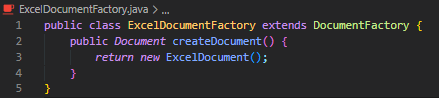 ExcelDocumentFactory.java > ...
1 public class ExcelDocumentFactory extends DocumentFactory {
2     public Document createDocument() {
3         return new ExcelDocument();
4     }
5 }